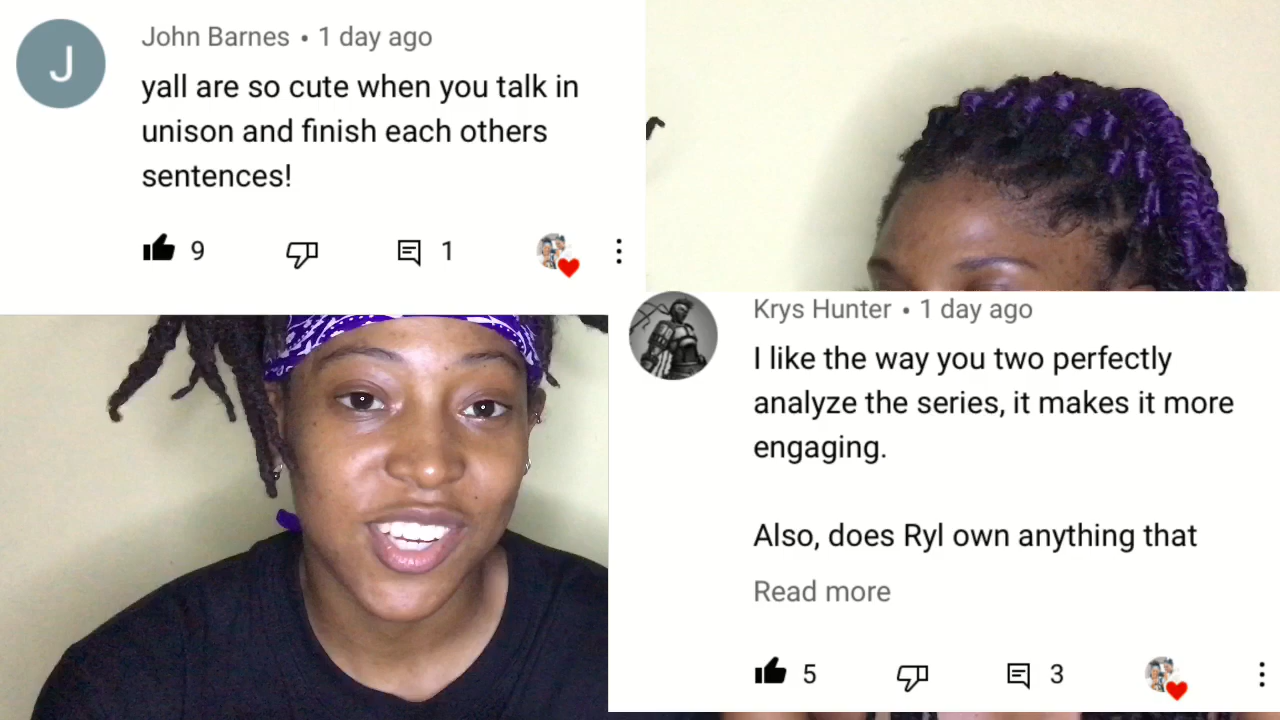 J
John Barnes • 1 day ago
yall are so cute when you talk in
unison and finish each others
sentences!
9
1
Krys Hunter • 1 day ago
I like the way you two perfectly
analyze the series, it makes it more
engaging.
Also, does Ryl own anything that
Read more
5
3